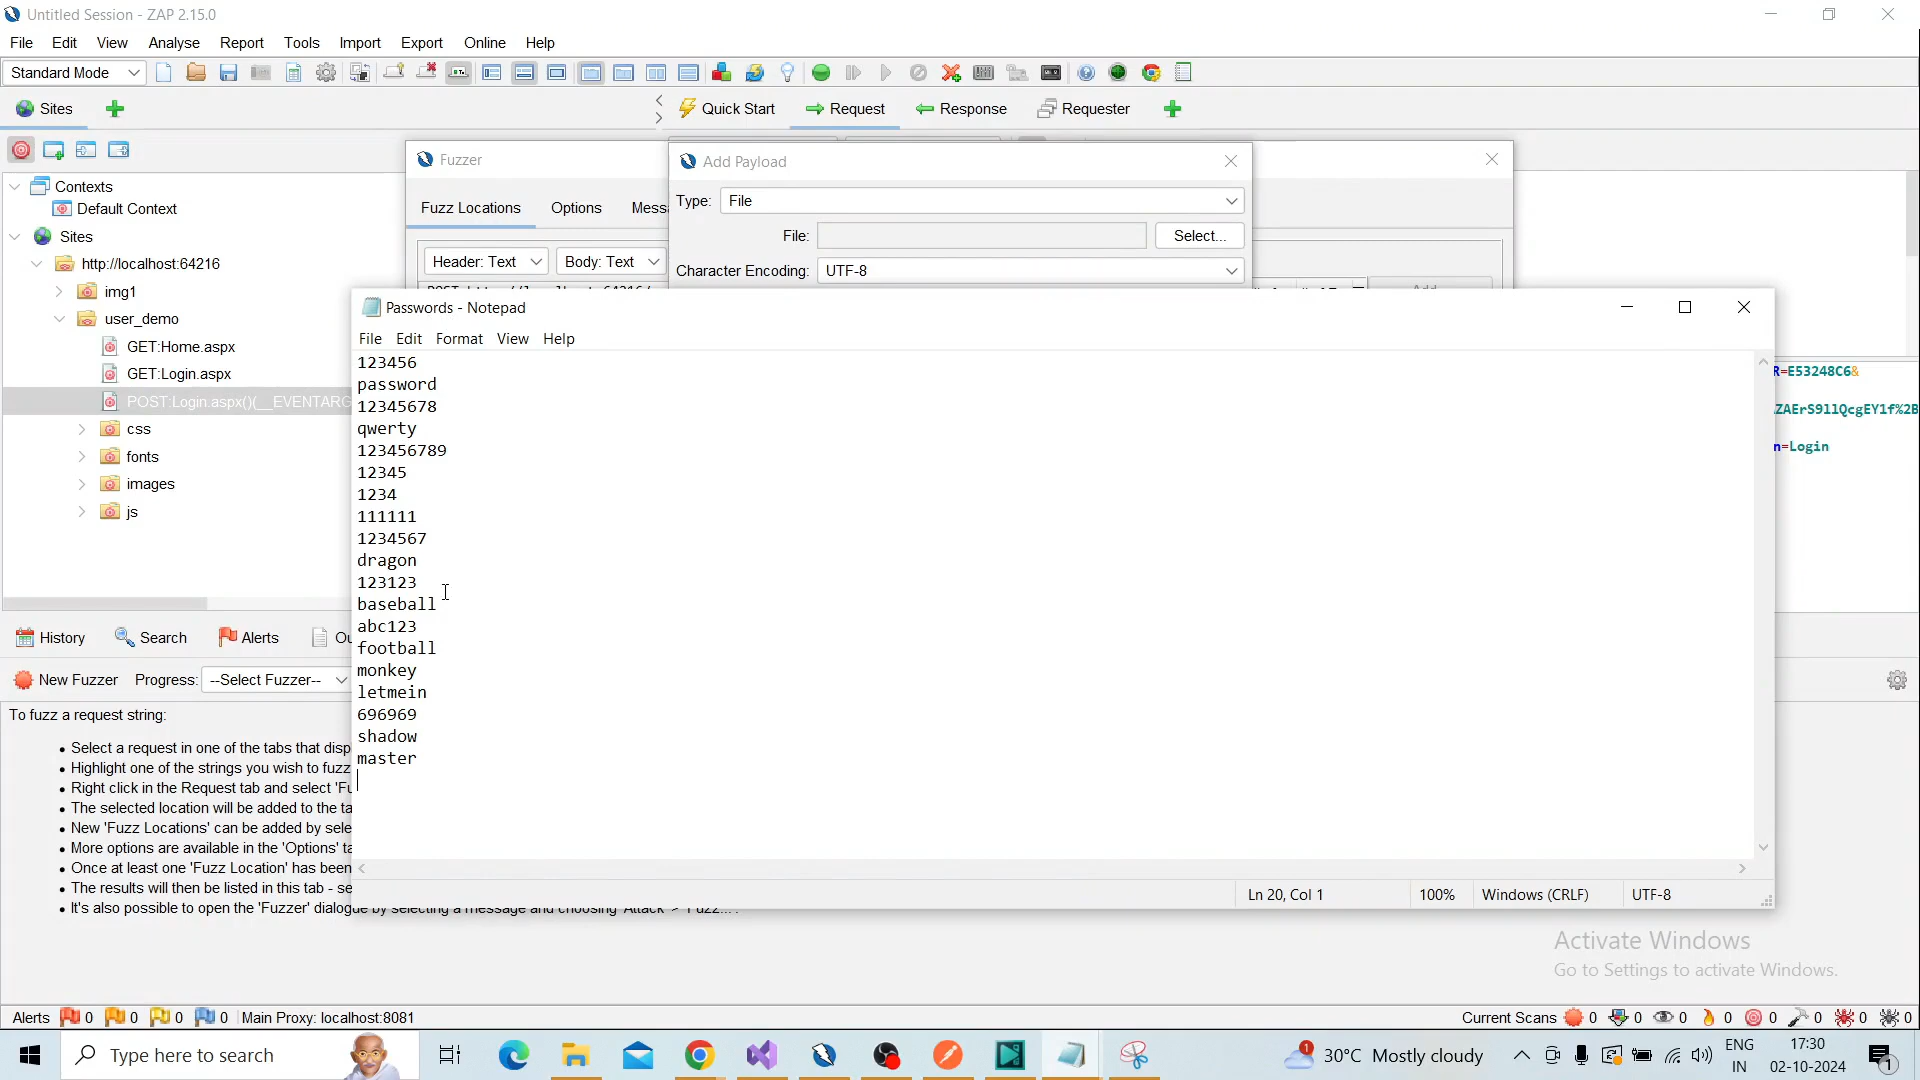 Untitled Session - ZAP 2.15.0
File Edit View Analyse Report Tools Import Export Online Help
Standard Mode
Sites
Quick Start Request Response Requester
Contexts
Default Context
Sites
http://localhost:64216
img1
user_demo
GET:Home.aspx
GET:Login.aspx
POST:Login.aspx()(__EVENTARG
css
fonts
images
js
Fuzzer
Fuzz Locations Options
Header: Text Body: Text
Add Payload
Type: File
File: Select...
Character Encoding: UTF-8
R=E53248C6&
ZAErS9llQcgEY1f%2B
n=Login
Passwords - Notepad
File Edit Format View Help
123456
password
12345678
qwerty
123456789
12345
1234
111111
1234567
dragon
123123
baseball
abc123
football
monkey
letmein
696969
shadow
master
Ln 20, Col 1 100% Windows (CRLF) UTF-8
History Search Alerts
New Fuzzer Progress: --Select Fuzzer--
To fuzz a request string:
Select a request in one of the tabs that disp
Highlight one of the strings you wish to fuzz
Right click in the Request tab and select 'Fu
The selected location will be added to the ta
New 'Fuzz Locations' can be added by sele
More options are available in the 'Options' ta
Once at least one 'Fuzz Location' has been
The results will then be listed in this tab - se
It's also possible to open the 'Fuzzer' dialogue by selecting a message and choosing 'Attack > Fuzz...'.
Activate Windows
Go to Settings to activate Windows.
Alerts 0 0 0 0 Main Proxy: localhost:8081
Current Scans 0 0 0 0 0 0 0 0
Type here to search
1 30°C Mostly cloudy
ENG
IN
17:30
02-10-2024
1